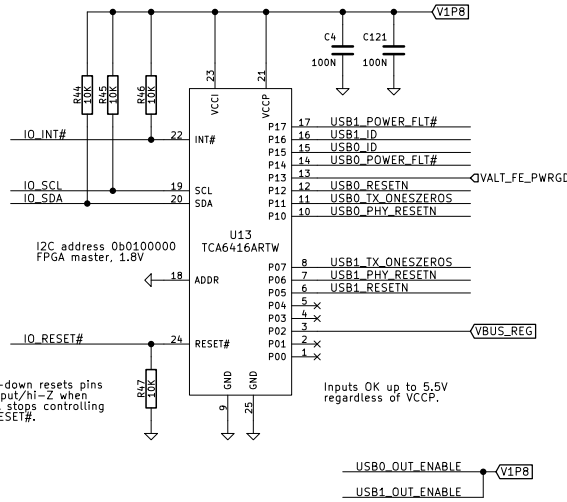 V1P8
C4
C121
100N
100N
R44
10K
R45
10K
R46
10K
23
21
VCCI
VCCP
IO_INT#
22
INT#
IO_SCL
19
SCL
IO_SDA
20
SDA
P17
17
USB1_POWER_FLT#
P16
16
USB1_ID
P15
15
USB0_ID
P14
14
USB0_POWER_FLT#
P13
13
VALT_FE_PWRGD
P12
12
USB0_RESETN
P11
11
USB0_TX_ONESZEROS
P10
10
USB0_PHY_RESETN
U13
TCA6416ARTW
I2C address 0b0100000
FPGA master, 1.8V
18
ADDR
P07
8
USB1_TX_ONESZEROS
P06
7
USB1_PHY_RESETN
P05
6
USB1_RESETN
P04
5
P03
4
P02
3
VBUS_REG
P01
2
P00
1
IO_RESET#
24
RESET#
R47
10K
GND
GND
9
25
-down resets pins
put/hi-Z when
stops controlling
ESET#.
Inputs OK up to 5.5V
regardless of VCCP.
USB0_OUT_ENABLE
V1P8
USB1_OUT_ENABLE